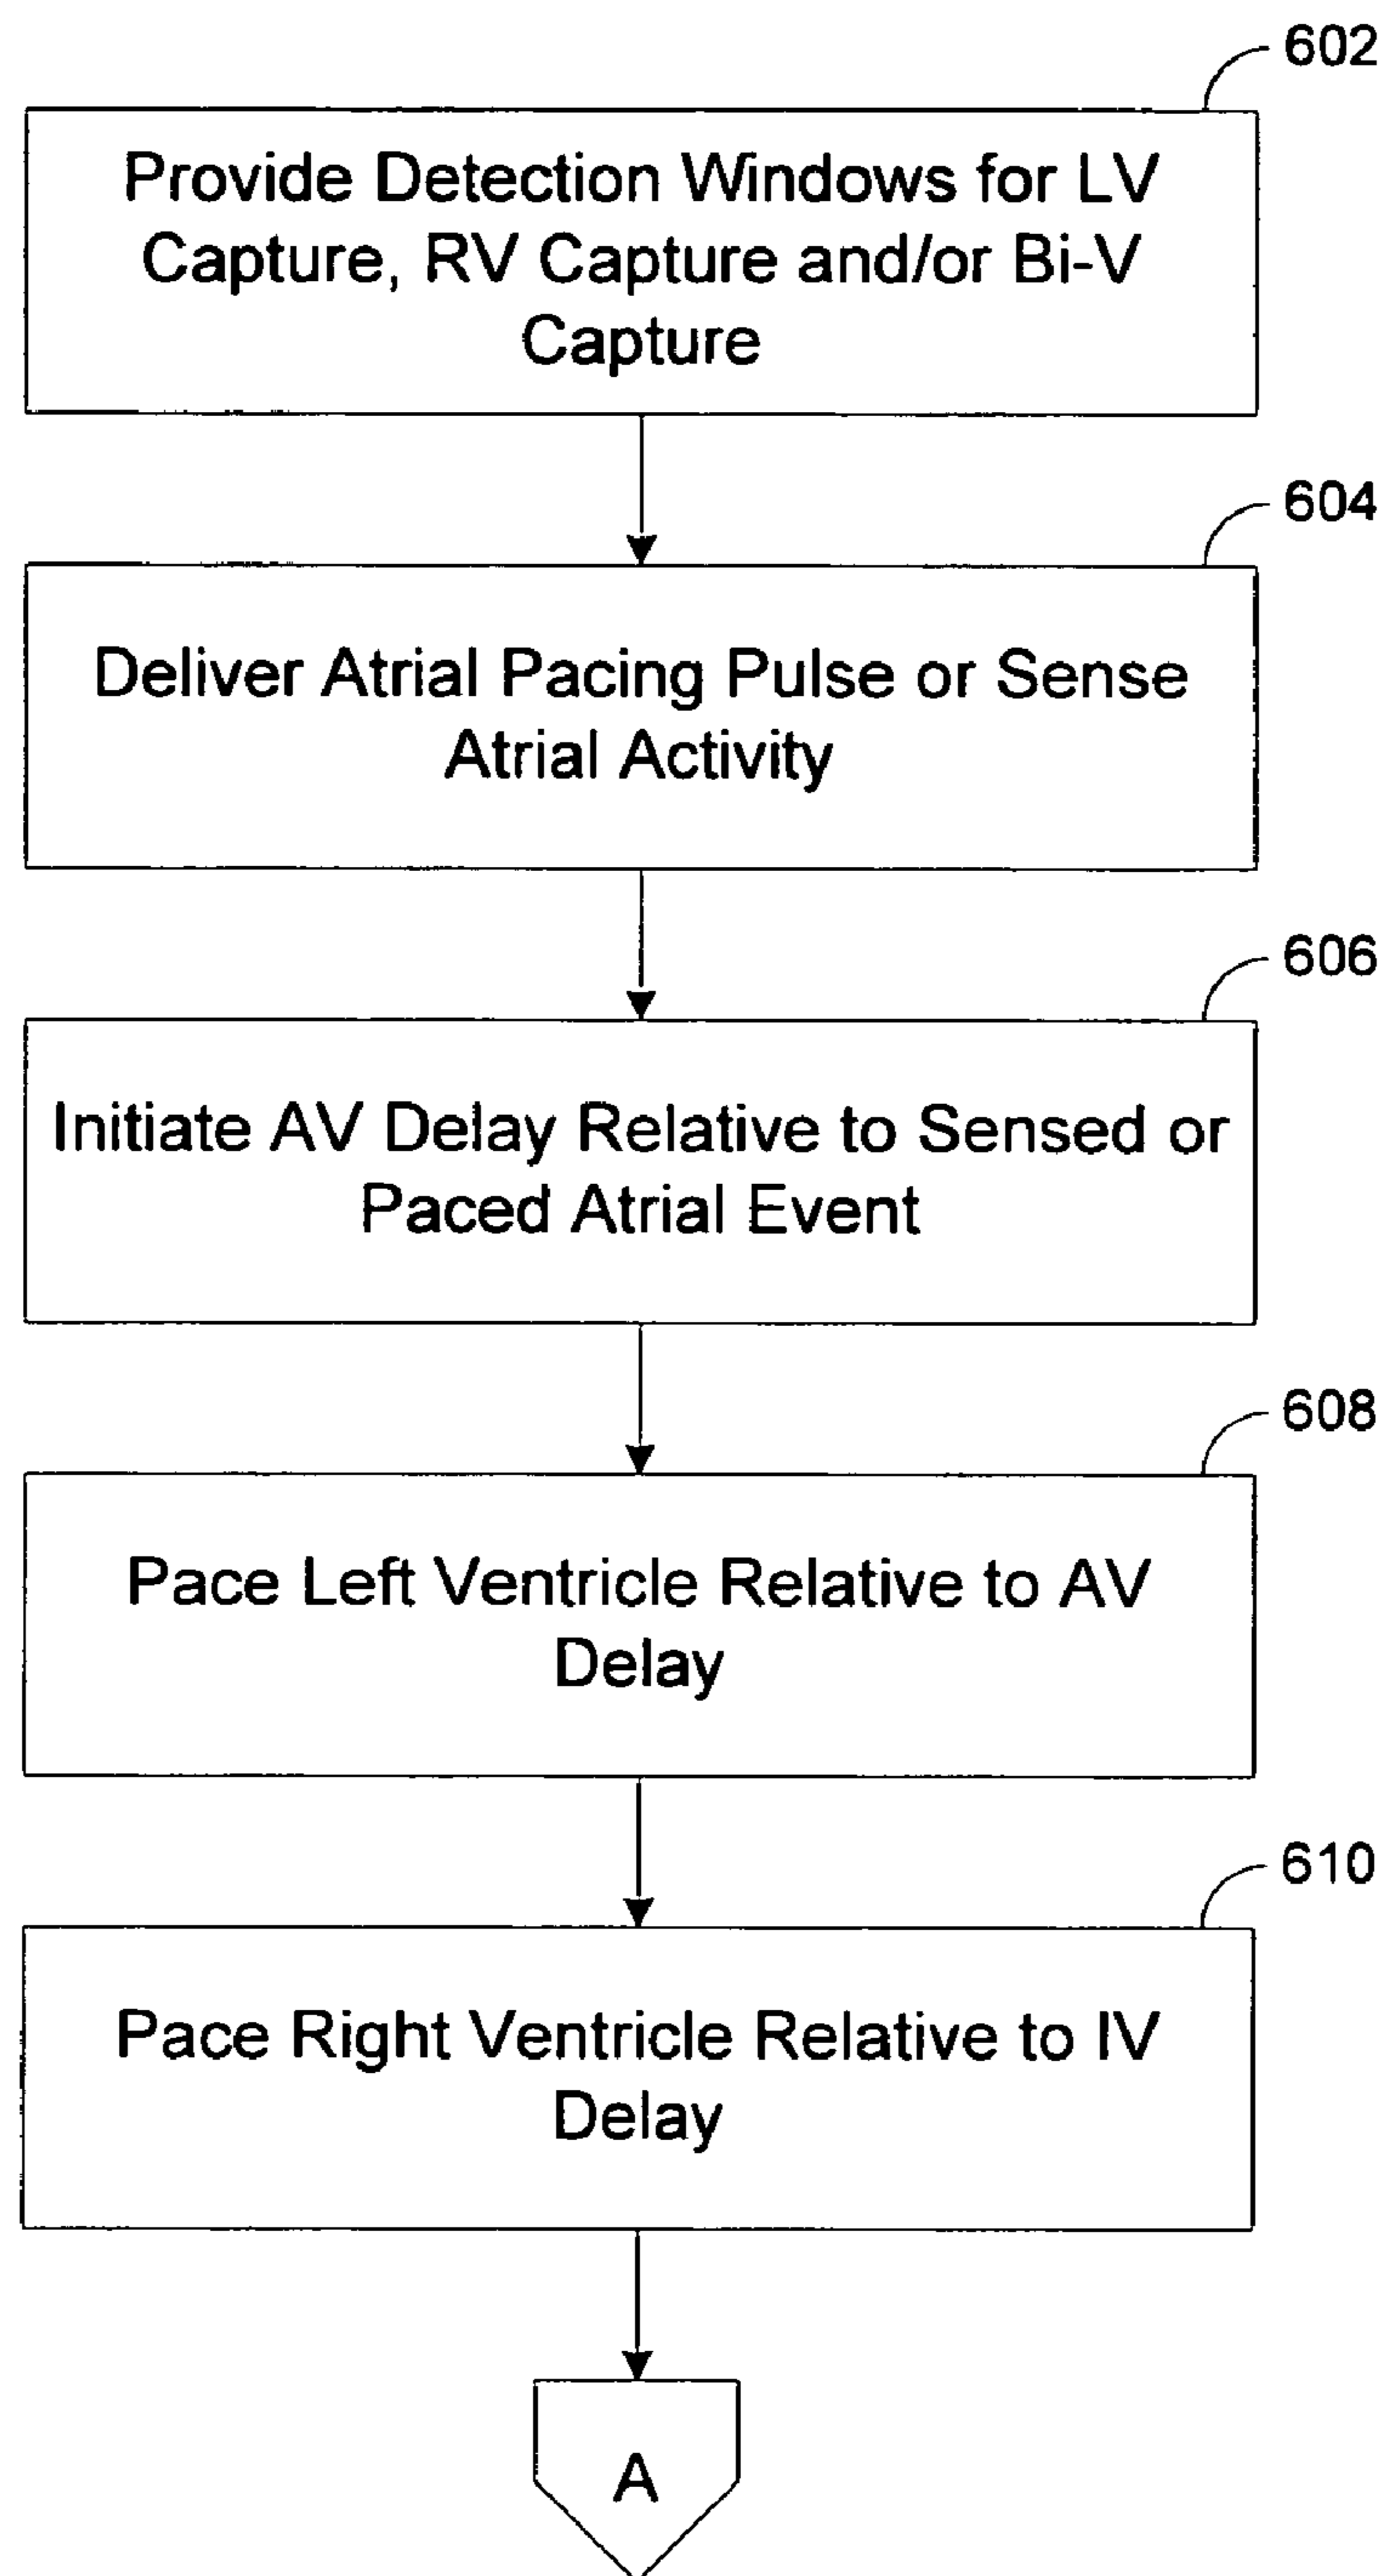 602
Provide Detection Windows for LV
Capture, RV Capture and/or Bi-V
Capture
604
Deliver Atrial Pacing Pulse or Sense
Atrial Activity
606
Initiate AV Delay Relative to Sensed or
Paced Atrial Event
608
Pace Left Ventricle Relative to AV
Delay
610
Pace Right Ventricle Relative to IV
Delay
A